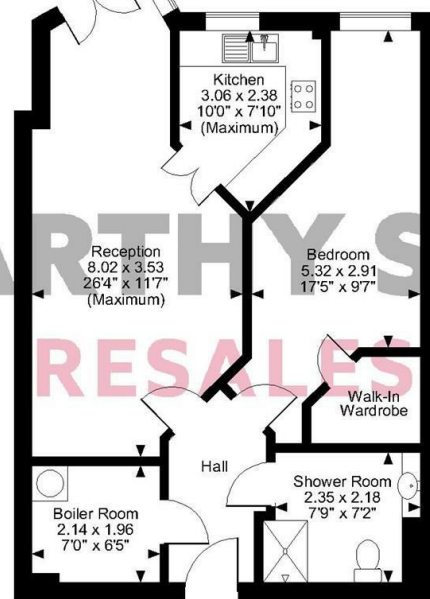 Kitchen
3.06 x 2.38
10'0" x 7'10"
(Maximum)
ARTHY S
Reception
8.02 x 3.53
26'4" x 11'7"
(Maximum)
Bedroom
5.32 x 2.91
17'5" x 9'7"
RESALES
Walk-In
Wardrobe
Hall
Boiler Room
2.14 x 1.96
7'0" x 6'5"
Shower Room
2.35 x 2.18
7'9" x 7'2"